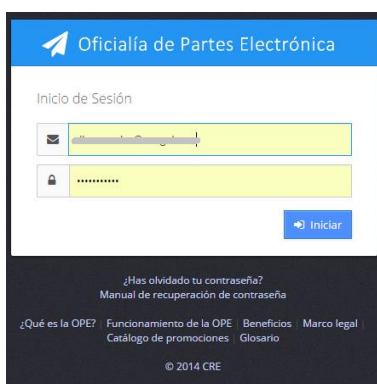 Oficialía de Partes Electrónica
Inicio de Sesión
Iniciar
¿Has olvidado tu contraseña?
Manual de recuperación de contraseña
¿Qué es la OPE? | Funcionamiento de la OPE | Beneficios | Marco legal |
Catálogo de promociones | Glosario
© 2014 CRE